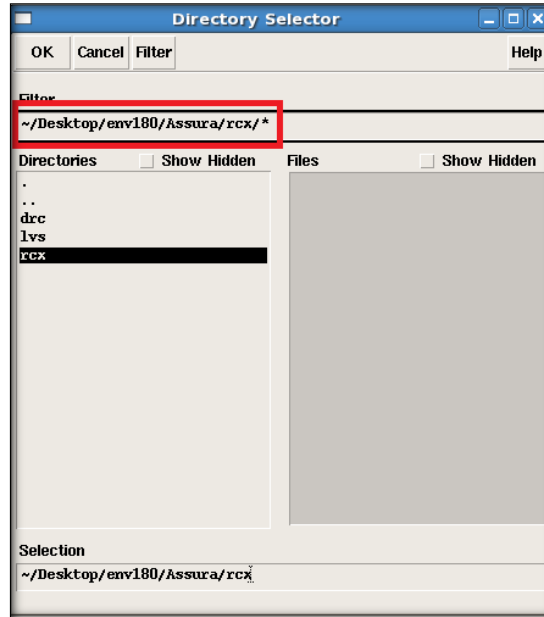 Directory Selector
OK Cancel Filter Help
Filter
~/Desktop/env180/Assura/rcx/*
Directories Show Hidden Files Show Hidden
.
..
drc
lvs
rcx
Selection
~/Desktop/env180/Assura/rcx